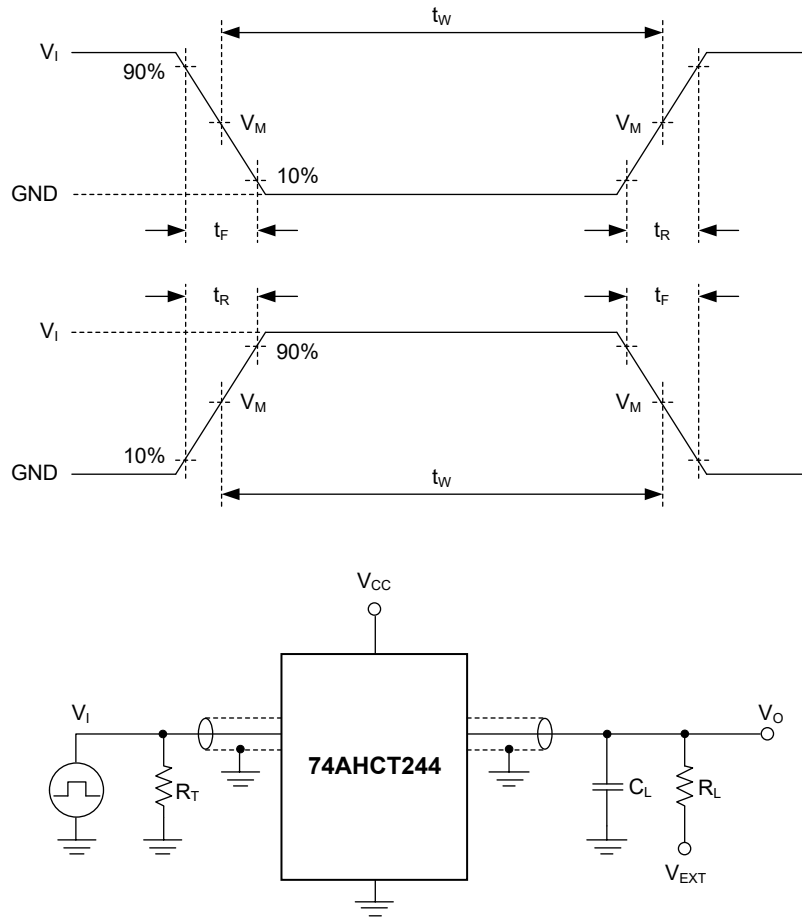 t_W
V_I
90%
V_M
V_M
10%
GND
t_F
t_R
t_R
t_F
V_I
90%
V_M
V_M
10%
GND
t_W
V_CC
V_I
V_O
74AHCT244
R_T
C_L
R_L
V_EXT